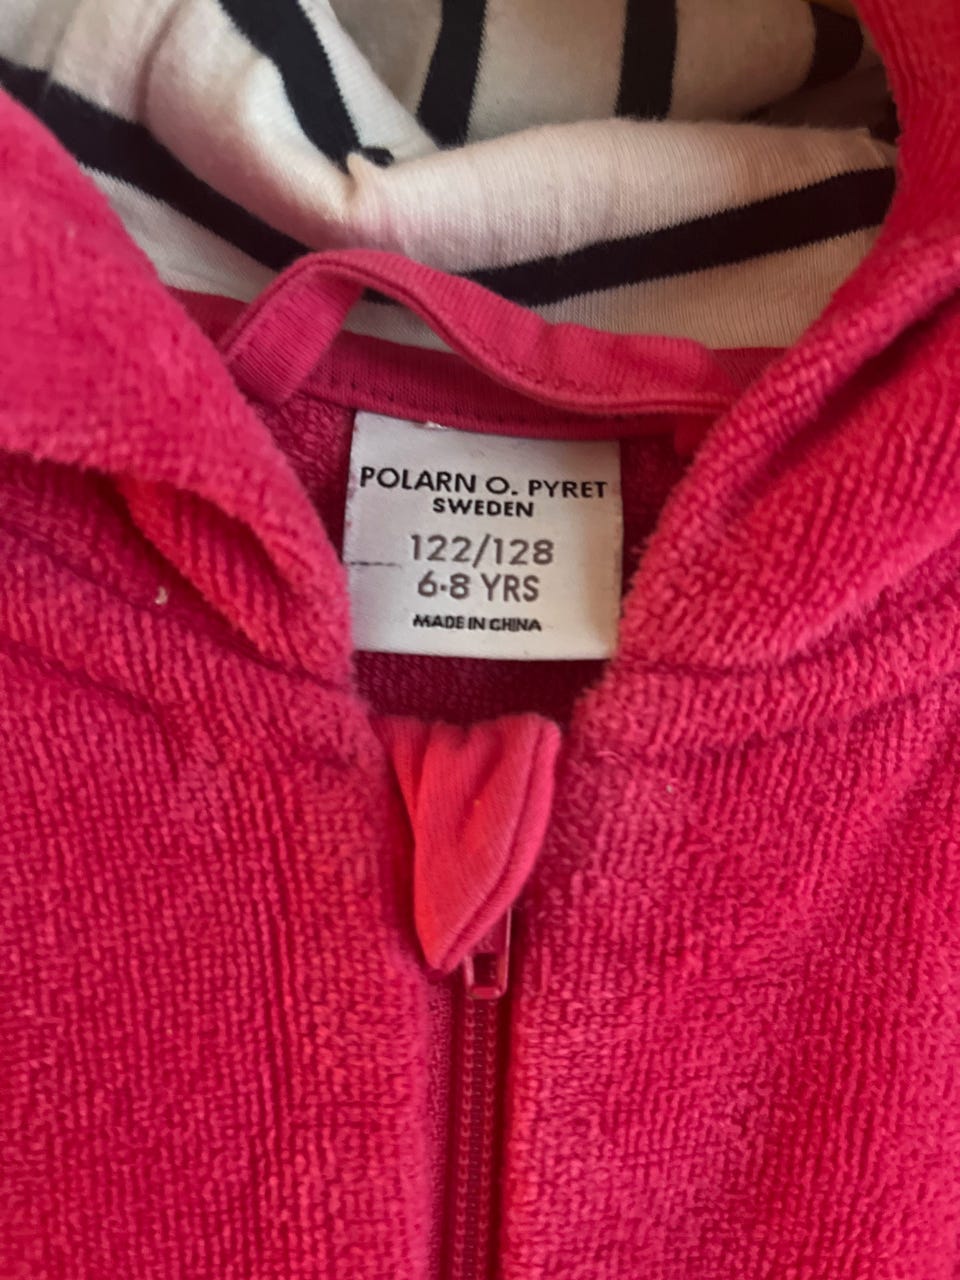 POLARN O. PYRET
SWEDEN
122/128
6-8 YRS
MADE IN CHINA